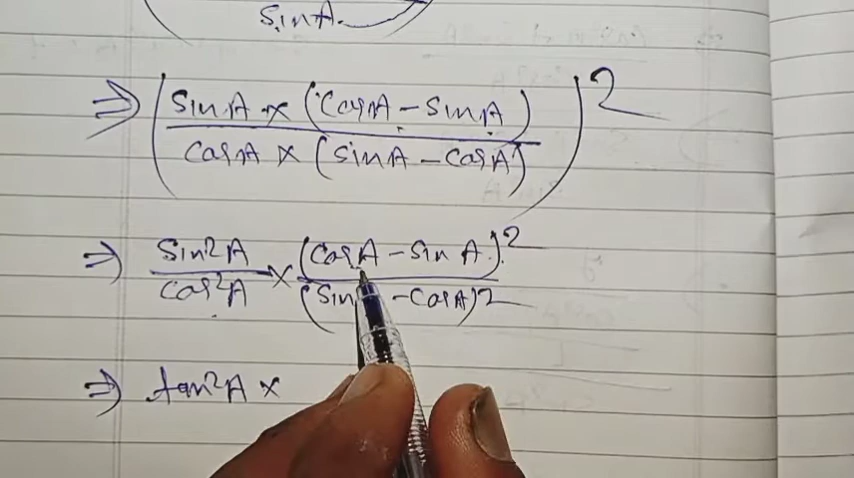 SinA.
⇒ (SinA × (CosA − SinA) / CosA × (SinA − CosA))²
⇒ Sin²A / Cos²A × (CosA − Sin A)² / (Sin − CosA)²
⇒ tan²A ×